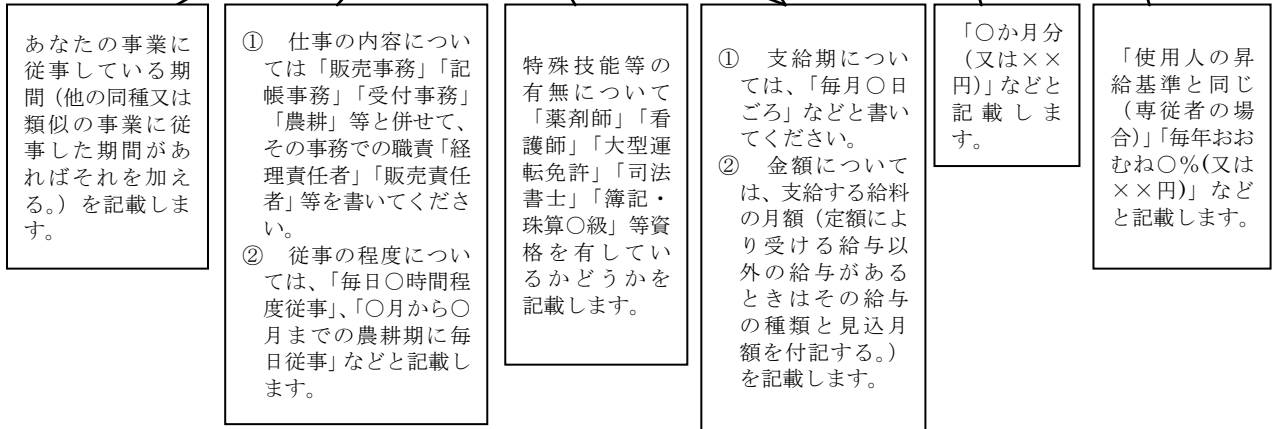 あなたの事業に
従事している期
間（他の同種又は
類似の事業に従
事した期間があ
ればそれを加え
る。）を記載しま
す。
① 仕事の内容につい
ては「販売事務」「記
帳事務」「受付事務」
「農耕」等と併せて、
その事務での職責「経
理責任者」「販売責任
者」等を書いてくださ
い。
② 従事の程度につい
ては、「毎日○時間程
度従事」、「○月から○
月までの農耕期に毎
日従事」などと記載し
ます。
特殊技能等の
有無について
「薬剤師」「看
護師」「大型運
転免許」「司法
書士」「簿記・
珠算○級」等資
格を有してい
るかどうかを
記載します。
① 支給期につい
ては、「毎月○日
ごろ」などと書い
てください。
② 金額について
は、支給する給料
の月額（定額によ
り受ける給与以
外の給与がある
ときはその給与
の種類と見込月
額を付記する。）
を記載します。
「○か月分
（又は××
円)」などと
記載しま
す。
「使用人の昇
給基準と同じ
（専従者の場
合)」「毎年おお
むね○％(又は
××円)」など
と記載します。